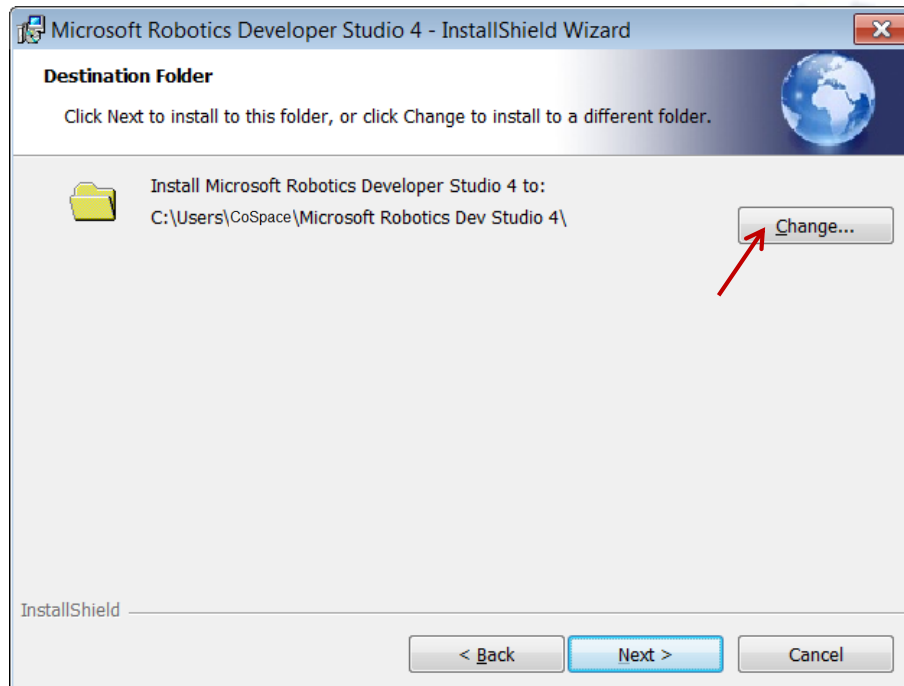 Microsoft Robotics Developer Studio 4 - InstallShield Wizard
Destination Folder
Click Next to install to this folder, or click Change to install to a different folder.
Install Microsoft Robotics Developer Studio 4 to:
C:\Users\CoSpace\Microsoft Robotics Dev Studio 4\
Change...
InstallShield
< Back
Next >
Cancel